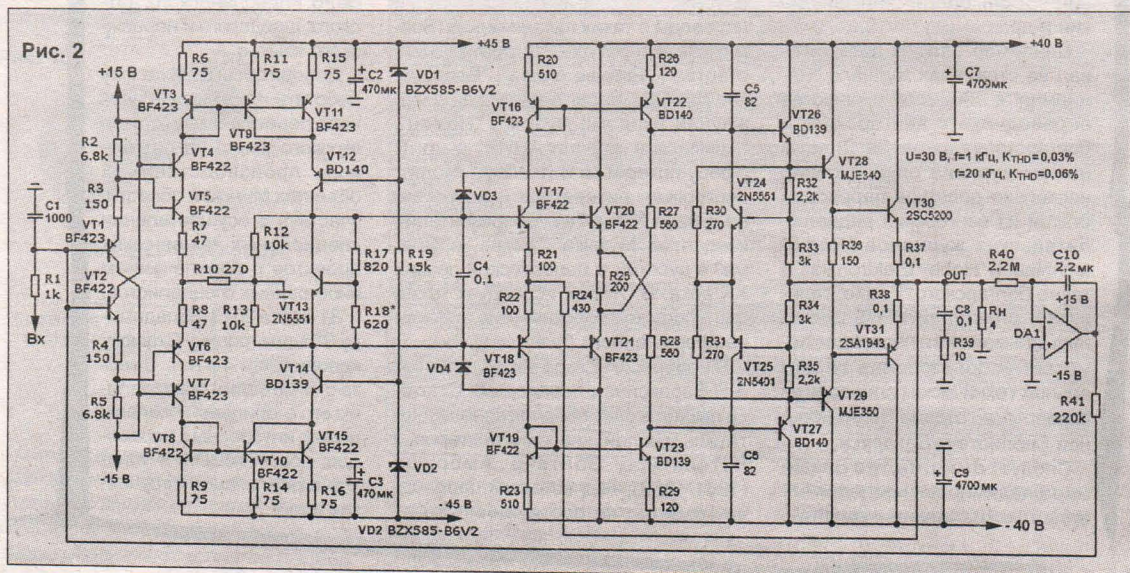 Рис. 2
+45 В
+40 В
+15 В
R6
75
R11
75
R15
75
+
C2
470мк
VD1
BZX585-B6V2
R20
510
R26
120
+
C7
4700мк
VT3
BF423
VT9
BF423
VT11
BF423
VT16
BF423
VT22
BD140
C5
82
VT26
BD139
R2
6.8k
VT4
BF422
VT12
BD140
VT28
MJE340
U=30 В, f=1 кГц, KTHD=0,03%
f=20 кГц, KTHD=0,06%
R3
150
VT5
BF422
VD3
VT17
BF422
VT20
BF422
VT24
2N5551
R32
2,2k
VT30
2SC5200
C1
1000
VT1
BF423
R7
47
R12
10k
R17
820
R19
15k
C4
0,1
R21
100
R25
200
R27
560
R30
270
R33
3k
R36
150
R37
0,1
R40
2,2М
C10
2,2мк
R1
1k
VT2
BF422
R10 270
R22
100
R24
430
OUT
+15 В
Вх
R8
47
R13
10k
VT13
2N5551
R18*
620
R34
3k
R38
0,1
C8
0,1
RН
4
DA1
-15 В
R4
150
VT6
BF423
VT14
BD139
VD4
VT18
BF423
VT21
BF423
R28
560
R31
270
VT25
2N5401
R35
2,2k
VT31
2SA1943
R39
10
R5
6.8k
VT7
BF423
VT29
MJE350
R41
220k
-15 В
VT8
BF422
VT10
BF422
VT15
BF422
VT19
BF422
VT23
BD139
VT27
BD140
C6
82
R9
75
R14
75
R16
75
+
C3
470мк
VD2
R23
510
R29
120
+
C9
4700мк
-45 В
VD2 BZX585-B6V2
- 40 В